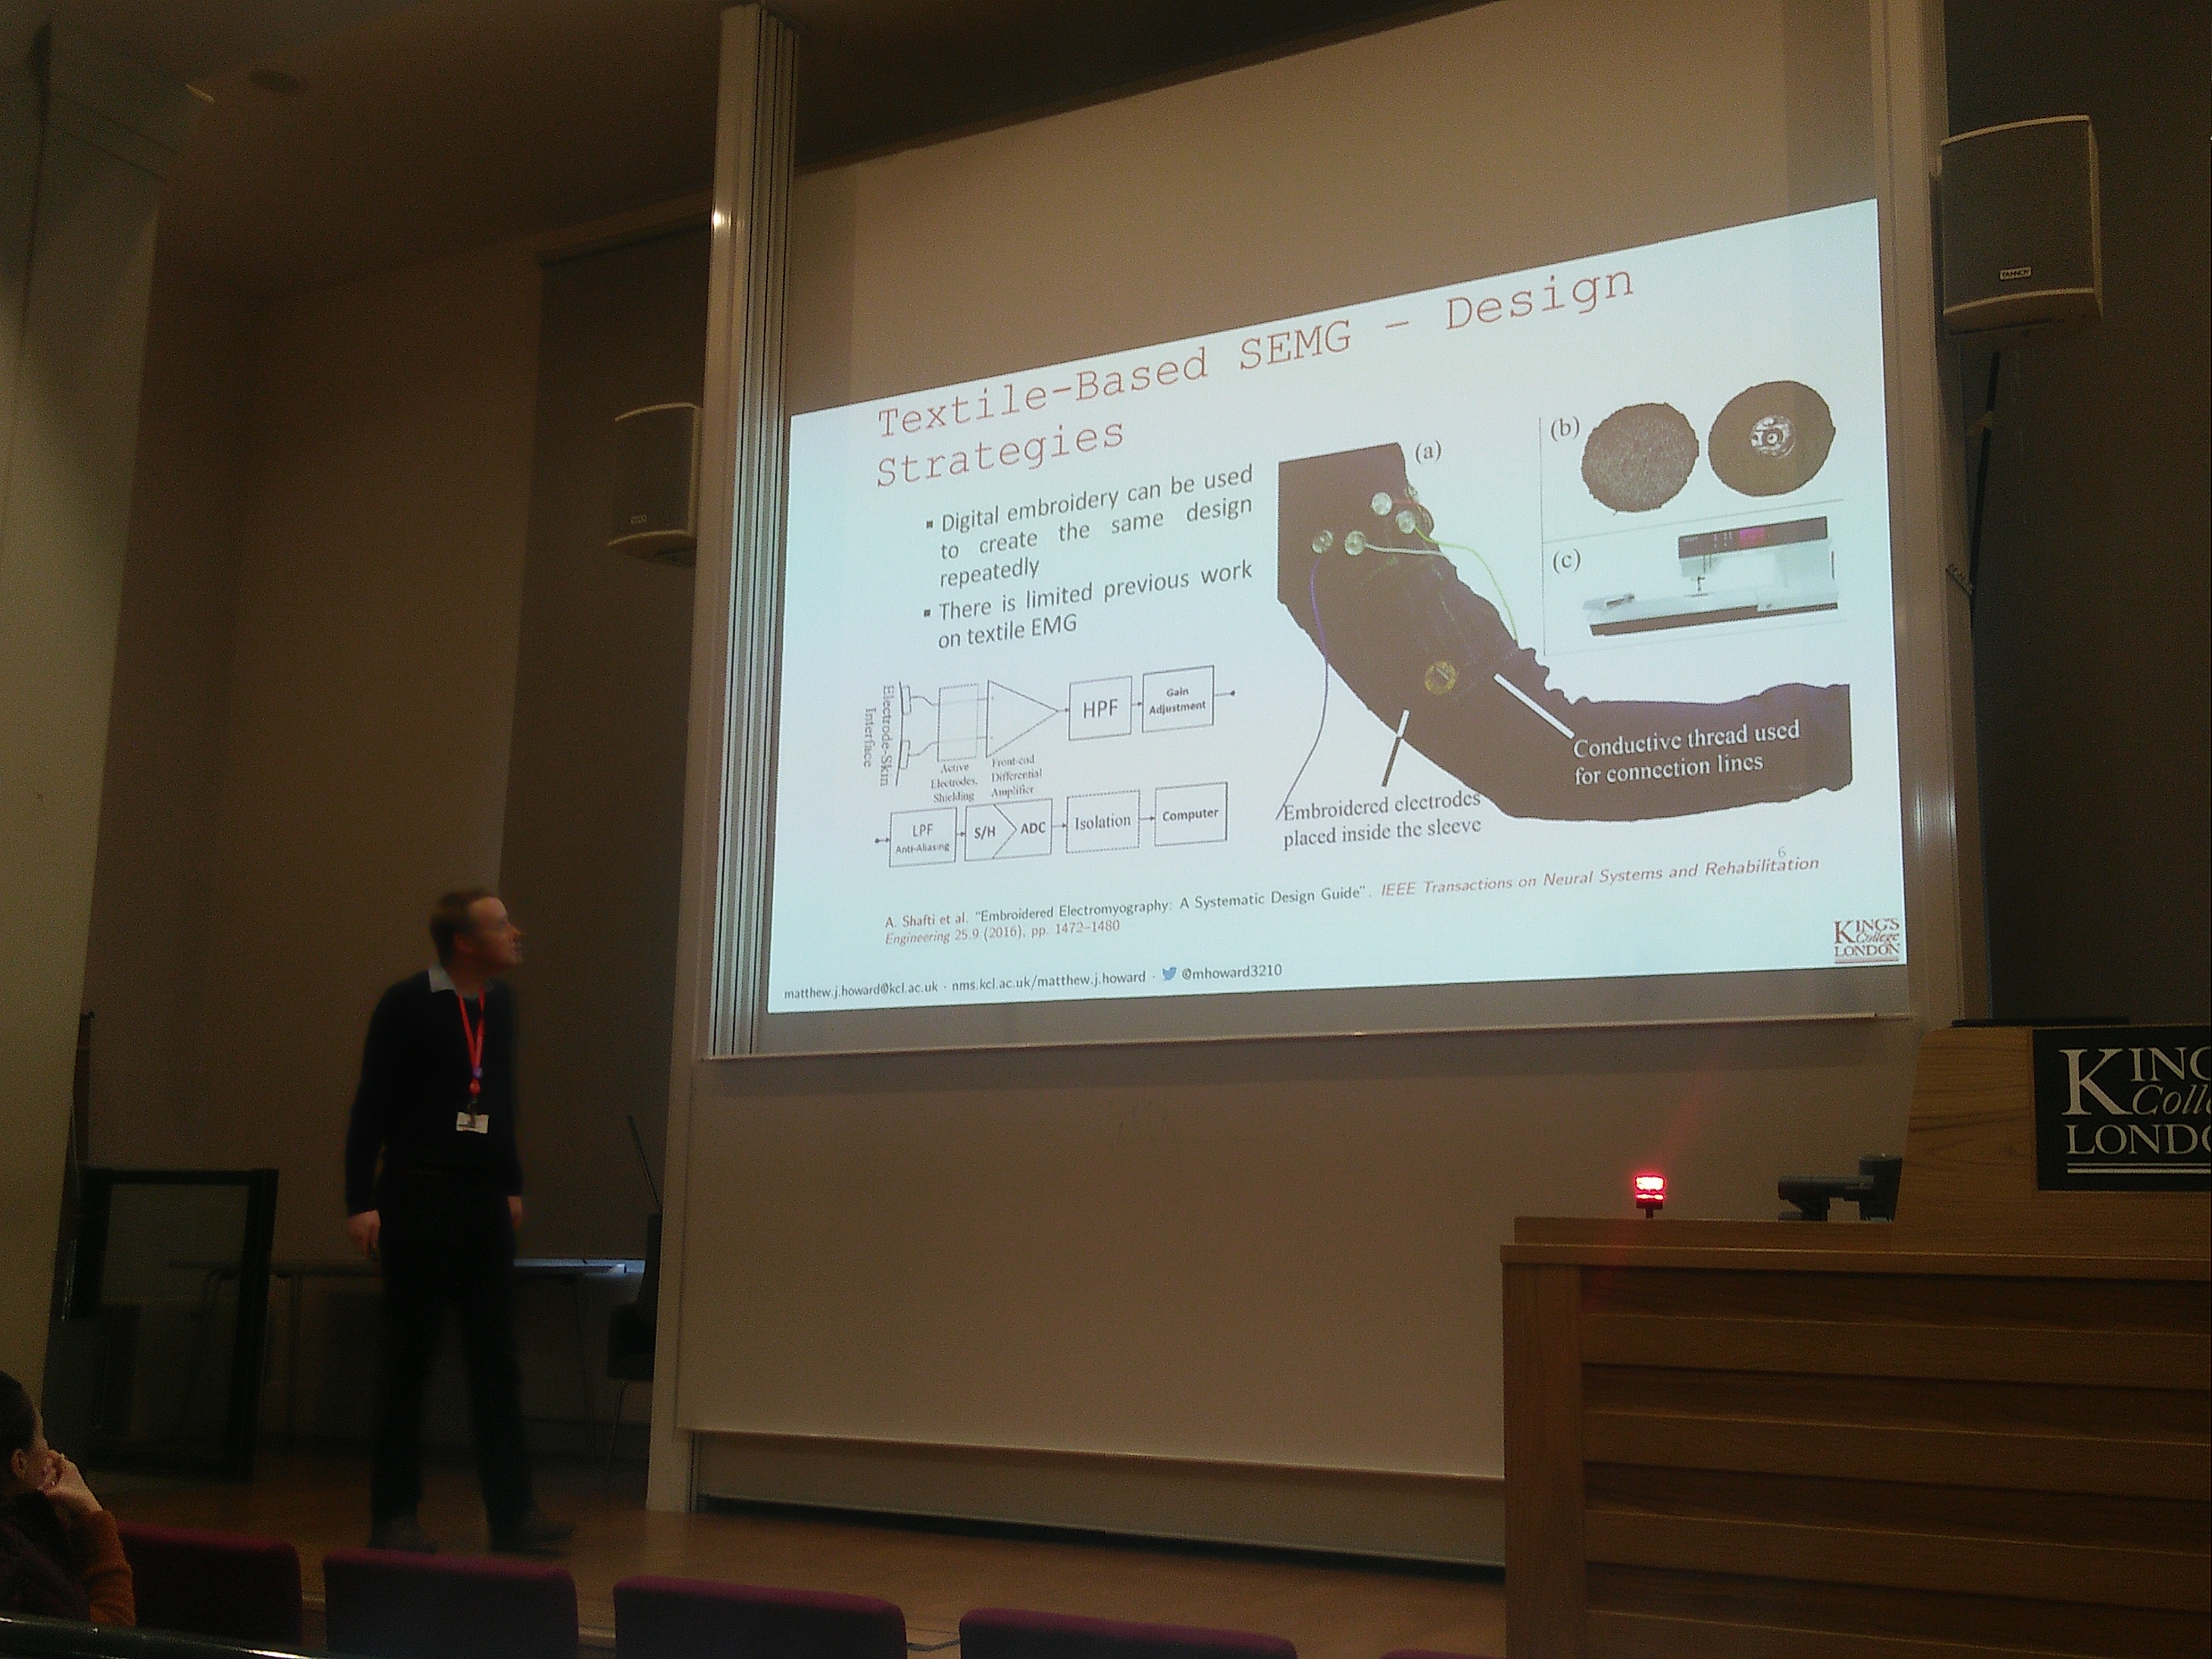 Textile-Based SEMG – Design
Strategies
▪ Digital embroidery can be used
to create the same design
repeatedly
▪ There is limited previous work
on textile EMG
Electrode-Skin
Interface
Active
Electrodes,
Shielding
Front-end
Differential
Amplifier
HPF
Gain
Adjustment
LPF
Anti-Aliasing
S/H
ADC
Isolation
Computer
(a)
(b)
(c)
Conductive thread used
for connection lines
Embroidered electrodes
placed inside the sleeve
6
A. Shafti et al. “Embroidered Electromyography: A Systematic Design Guide”. IEEE Transactions on Neural Systems and Rehabilitation
Engineering 25.9 (2016), pp. 1472–1480
matthew.j.howard@kcl.ac.uk · nms.kcl.ac.uk/matthew.j.howard · @mhoward3210
KING'S
College
LONDON
TANNOY
KING
Colle
LONDO